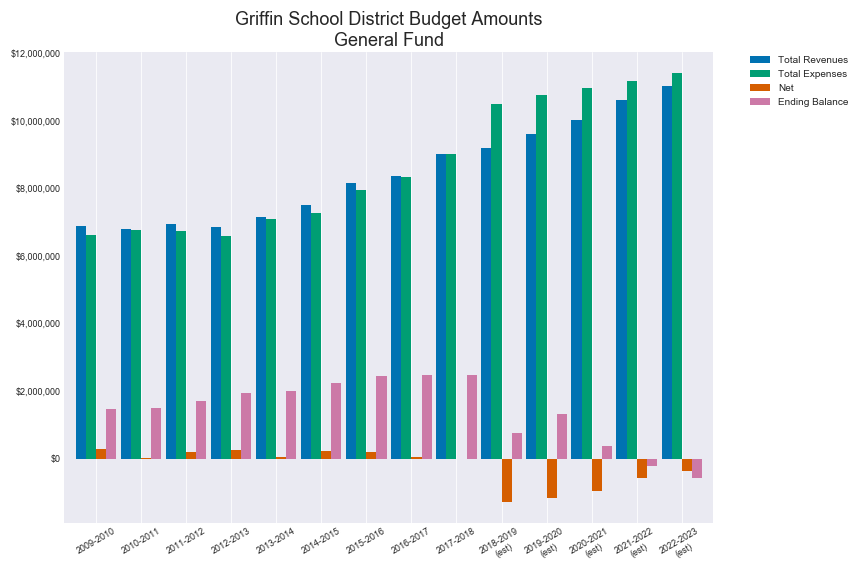 Griffin School District Budget Amounts
General Fund
$12,000,000
$10,000,000
$8,000,000
$6,000,000
$4,000,000
$2,000,000
$0
Total Revenues
Total Expenses
Net
Ending Balance
2009-2010
2010-2011
2011-2012
2012-2013
2013-2014
2014-2015
2015-2016
2016-2017
2017-2018
2018-2019
(est)
2019-2020
(est)
2020-2021
(est)
2021-2022
(est)
2022-2023
(est)